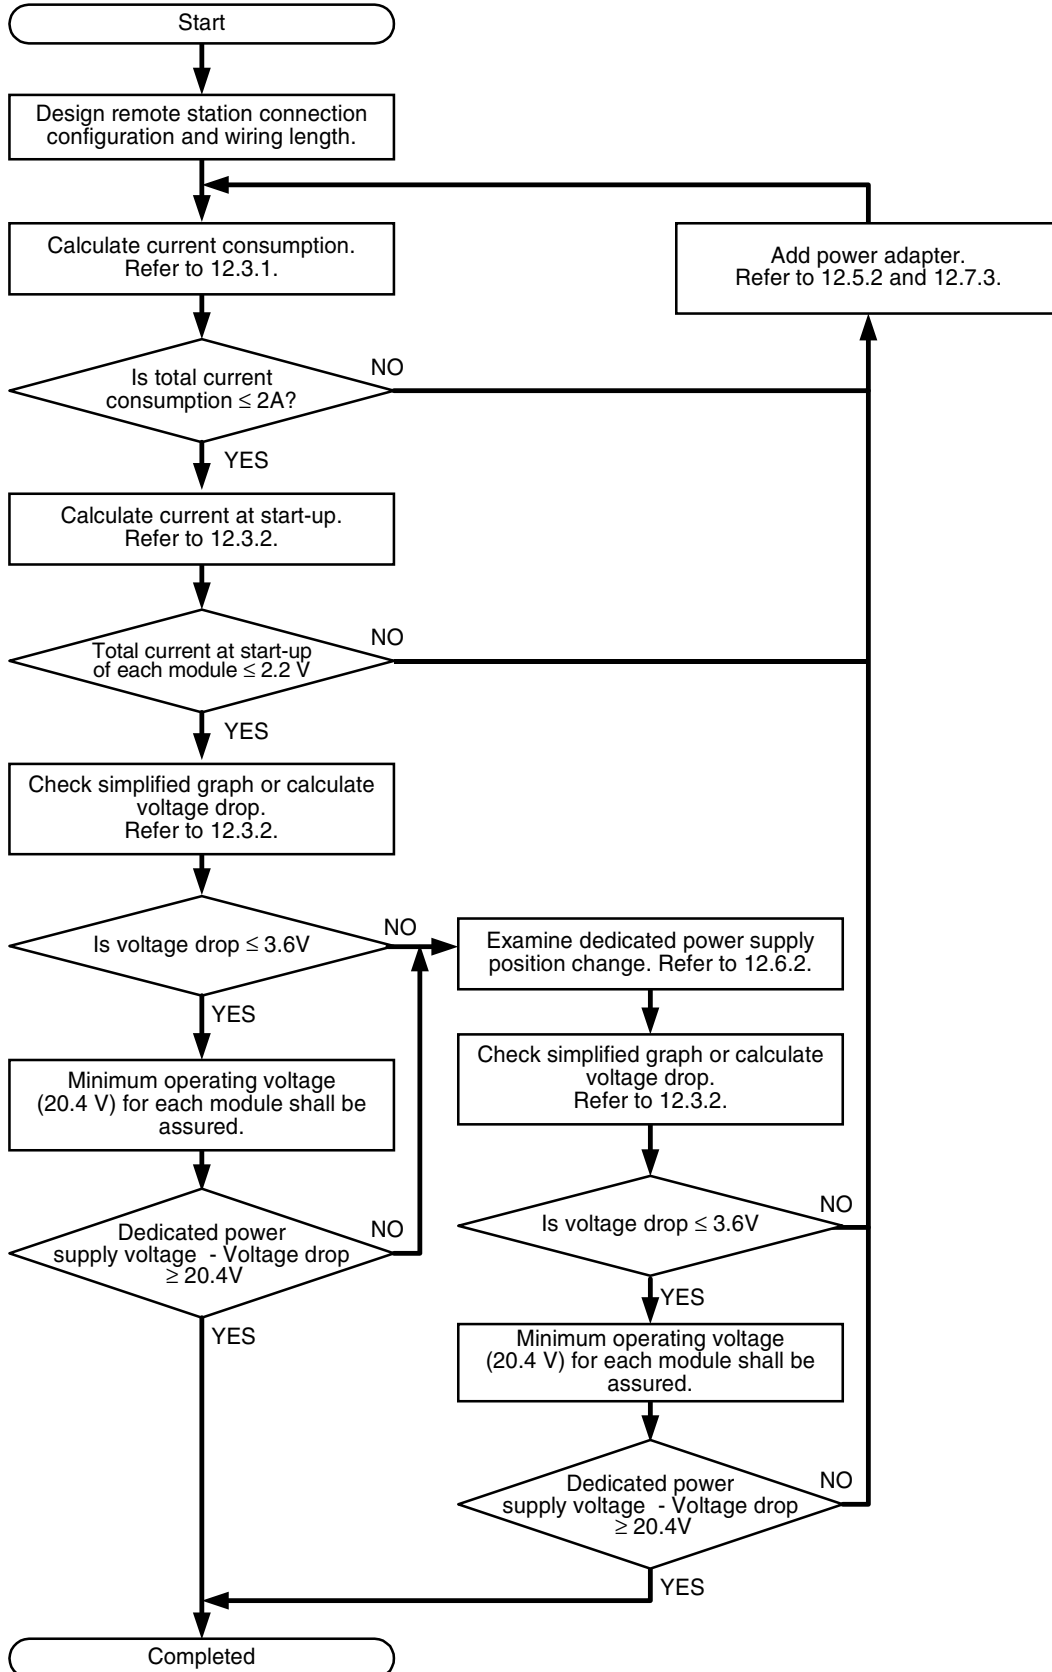 Start
Design remote station connection
configuration and wiring length.
Calculate current consumption.
Refer to 12.3.1.
Add power adapter.
Refer to 12.5.2 and 12.7.3.
Is total current
consumption ≤ 2A?
NO
YES
Calculate current at start-up.
Refer to 12.3.2.
Total current at start-up
of each module ≤ 2.2 V
NO
YES
Check simplified graph or calculate
voltage drop.
Refer to 12.3.2.
Is voltage drop ≤ 3.6V
NO
YES
Minimum operating voltage
(20.4 V) for each module shall be
assured.
Dedicated power
supply voltage - Voltage drop
≥ 20.4V
NO
YES
Examine dedicated power supply
position change. Refer to 12.6.2.
Check simplified graph or calculate
voltage drop.
Refer to 12.3.2.
Is voltage drop ≤ 3.6V
NO
YES
Minimum operating voltage
(20.4 V) for each module shall be
assured.
Dedicated power
supply voltage - Voltage drop
≥ 20.4V
NO
YES
Completed